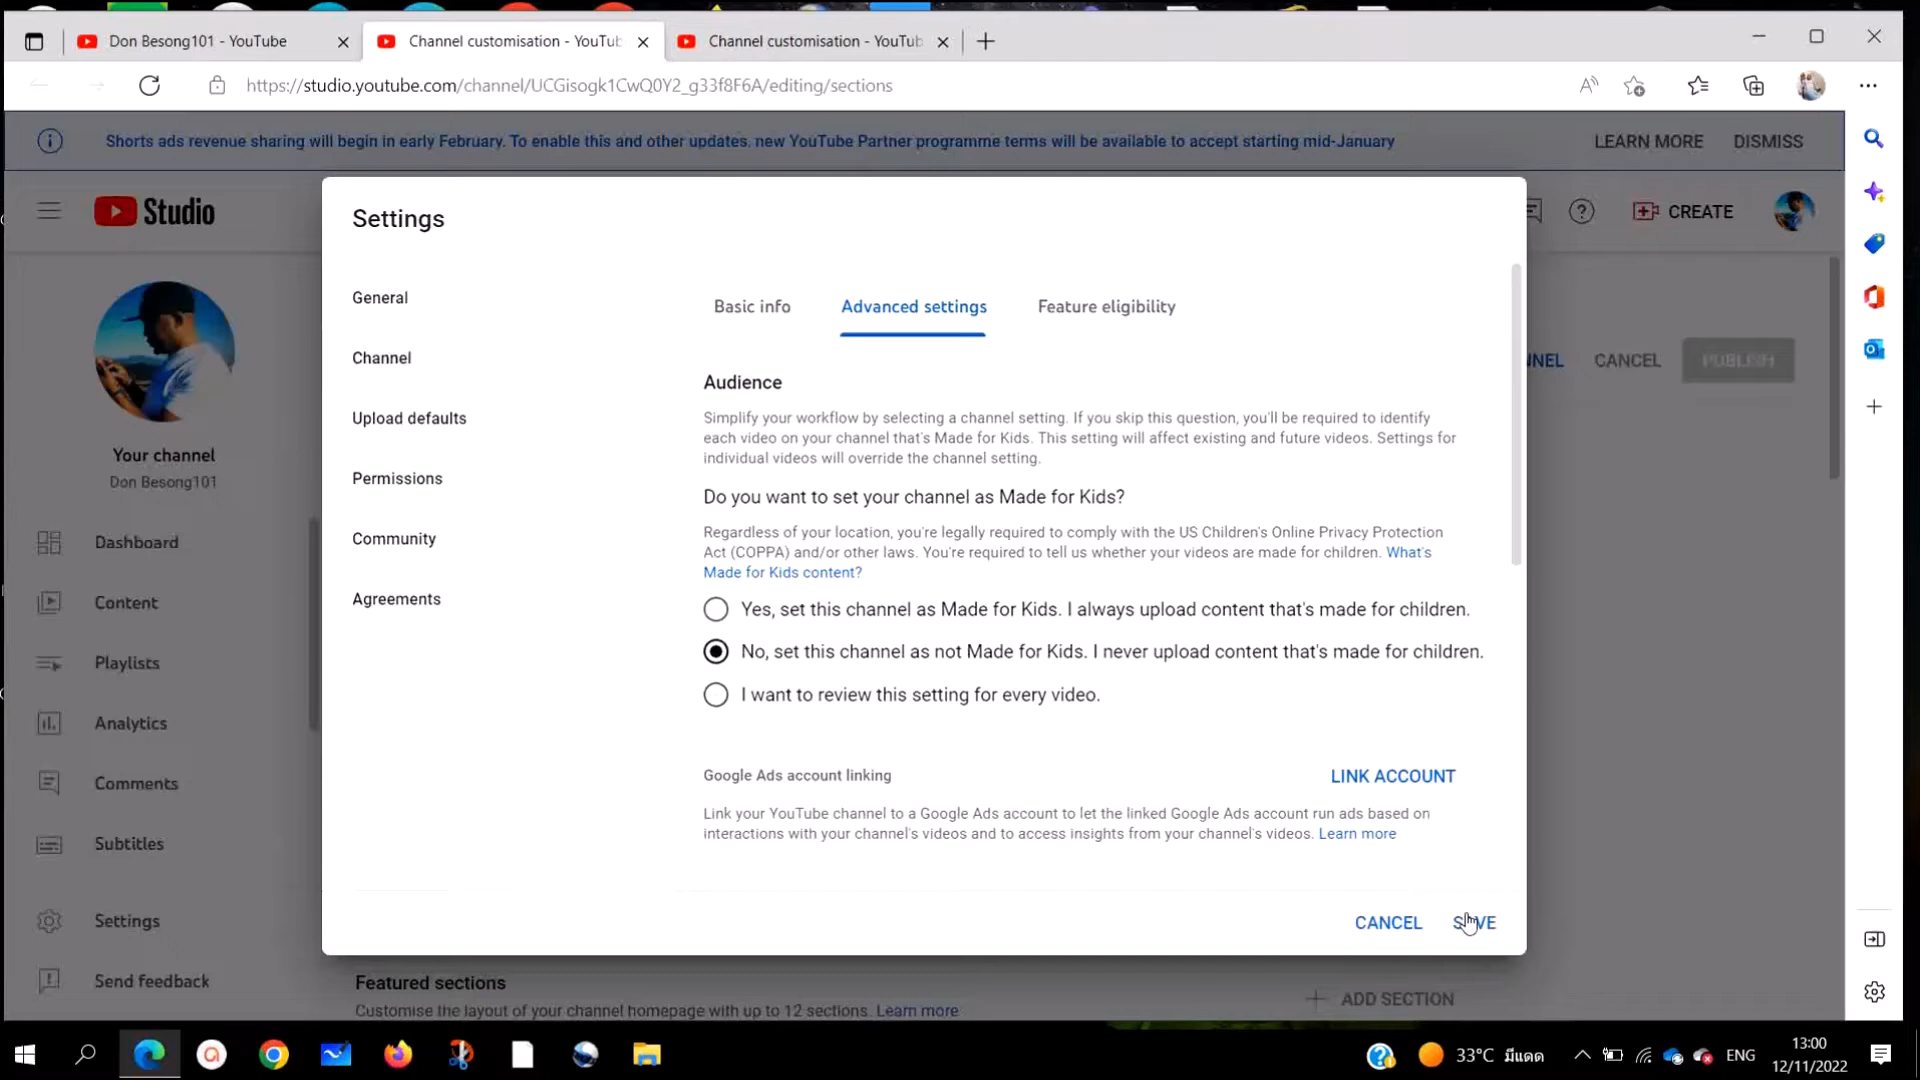 Don Besong101 - YouTube
Channel customisation - YouTub
Channel customisation - YouTub
https://studio.youtube.com/channel/UCGisogk1CwQ0Y2_g33f8F6A/editing/sections
Shorts ads revenue sharing will begin in early February. To enable this and other updates. new YouTube Partner programme terms will be available to accept starting mid-January
LEARN MORE
DISMISS
Studio
CREATE
Settings
General
Channel
Upload defaults
Permissions
Community
Agreements
Basic info
Advanced settings
Feature eligibility
Audience
Simplify your workflow by selecting a channel setting. If you skip this question, you'll be required to identify
each video on your channel that's Made for Kids. This setting will affect existing and future videos. Settings for
individual videos will override the channel setting.
Do you want to set your channel as Made for Kids?
Regardless of your location, you're legally required to comply with the US Children's Online Privacy Protection
Act (COPPA) and/or other laws. You're required to tell us whether your videos are made for children. What's
Made for Kids content?
Yes, set this channel as Made for Kids. I always upload content that's made for children.
No, set this channel as not Made for Kids. I never upload content that's made for children.
I want to review this setting for every video.
Google Ads account linking
LINK ACCOUNT
Link your YouTube channel to a Google Ads account to let the linked Google Ads account run ads based on
interactions with your channel's videos and to access insights from your channel's videos. Learn more
CANCEL
SAVE
NNEL
CANCEL
PUBLISH
Your channel
Don Besong101
Dashboard
Content
Playlists
Analytics
Comments
Subtitles
Settings
Send feedback
Featured sections
Customise the layout of your channel homepage with up to 12 sections. Learn more
ADD SECTION
33°C มีแดด
ENG
13:00
12/11/2022